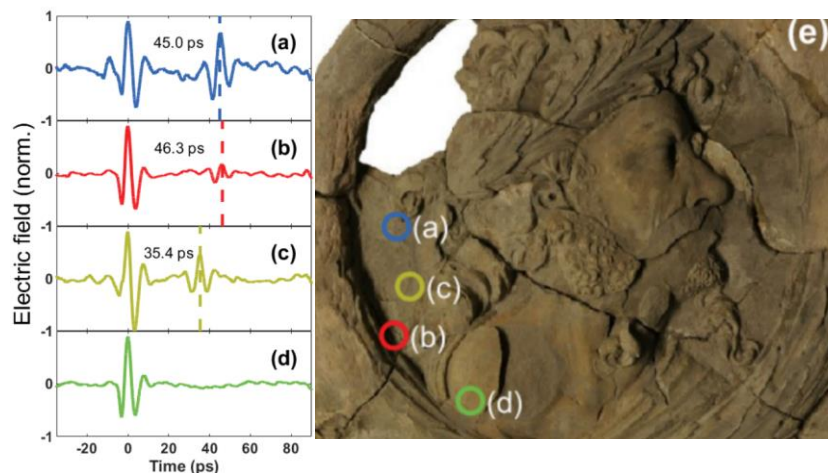 1
45.0 ps
(a)
0
-1
46.3 ps
(b)
0
-1
35.4 ps
(c)
0
-1
(d)
0
-1
-20 0 20 40 60 80
Time (ps)
Electric field (norm.)
(e)
(a)
(c)
(b)
(d)